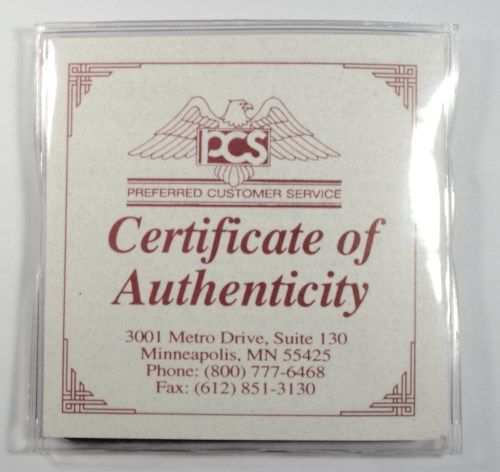 PCS
PREFERRED CUSTOMER SERVICE
Certificate of
Authenticity
3001 Metro Drive, Suite 130
Minneapolis, MN 55425
Phone: (800) 777-6468
Fax: (612) 851-3130